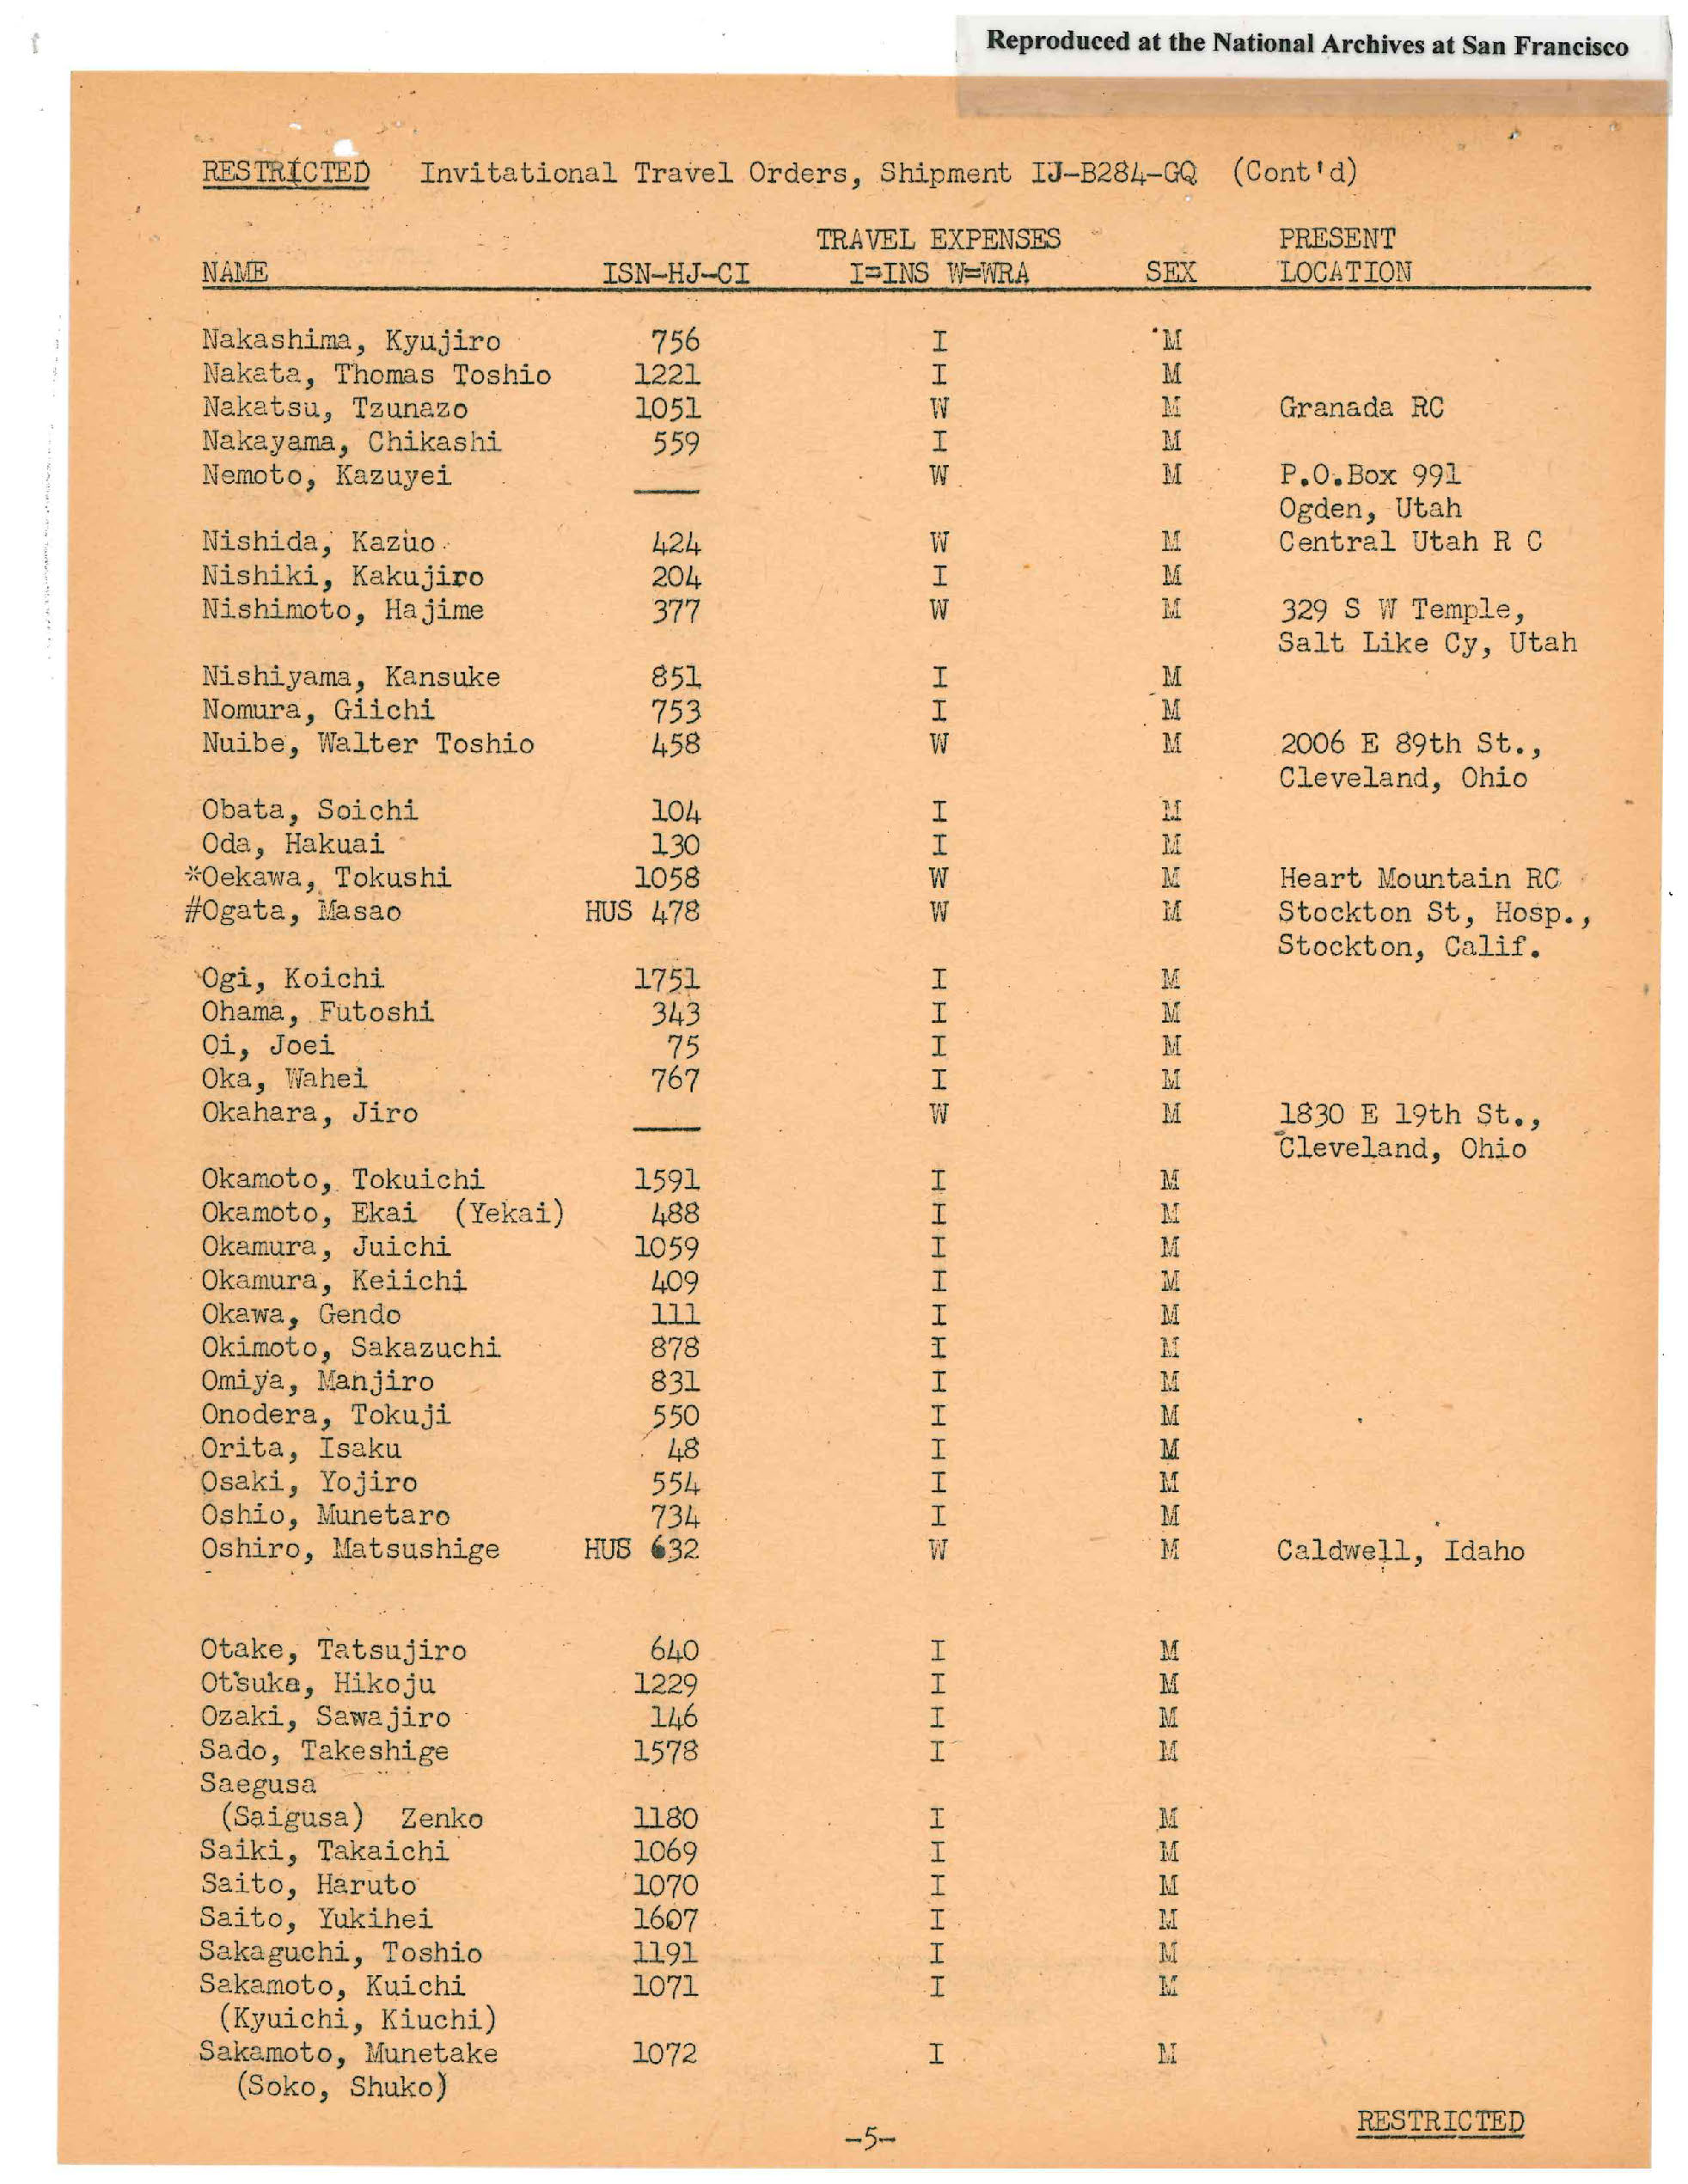 Reproduced at the National Archives at San Francisco
RESTRICTED Invitational Travel Orders, Shipment IJ-B284-GQ (Cont'd)
TRAVEL EXPENSES PRESENT
NAME ISN-HJ-CI I=INS W=WRA SEX LOCATION
Nakashima, Kyujiro 756 I M
Nakata, Thomas Toshio 1221 I M
Nakatsu, Tzunazo 1051 W M Granada RC
Nakayama, Chikashi 559 I M
Nemoto, Kazuyei ___ W M P.O.Box 991
Ogden, Utah
Nishida, Kazuo 424 W M Central Utah R C
Nishiki, Kakujiro 204 I M
Nishimoto, Hajime 377 W M 329 S W Temple,
Salt Like Cy, Utah
Nishiyama, Kansuke 851 I M
Nomura, Giichi 753 I M
Nuibe, Walter Toshio 458 W M 2006 E 89th St.,
Cleveland, Ohio
Obata, Soichi 104 I M
Oda, Hakuai 130 I M
*Oekawa, Tokushi 1058 W M Heart Mountain RC
#Ogata, Masao HUS 478 W M Stockton St, Hosp.,
Stockton, Calif.
Ogi, Koichi 1751 I M
Ohama, Futoshi 343 I M
Oi, Joei 75 I M
Oka, Wahei 767 I M
Okahara, Jiro ___ W M 1830 E 19th St.,
Cleveland, Ohio
Okamoto, Tokuichi 1591 I M
Okamoto, Ekai (Yekai) 488 I M
Okamura, Juichi 1059 I M
Okamura, Keiichi 409 I M
Okawa, Gendo 111 I M
Okimoto, Sakazuchi 878 I M
Omiya, Manjiro 831 I M
Onodera, Tokuji 550 I M
Orita, Isaku 48 I M
Osaki, Yojiro 554 I M
Oshio, Munetaro 734 I M
Oshiro, Matsushige HUS 632 W M Caldwell, Idaho
Otake, Tatsujiro 640 I M
Otsuka, Hikoju 1229 I M
Ozaki, Sawajiro 146 I M
Sado, Takeshige 1578 I M
Saegusa
(Saigusa) Zenko 1180 I M
Saiki, Takaichi 1069 I M
Saito, Haruto 1070 I M
Saito, Yukihei 1607 I M
Sakaguchi, Toshio 1191 I M
Sakamoto, Kuichi 1071 I M
(Kyuichi, Kiuchi)
Sakamoto, Munetake 1072 I M
(Soko, Shuko)
RESTRICTED
-5-